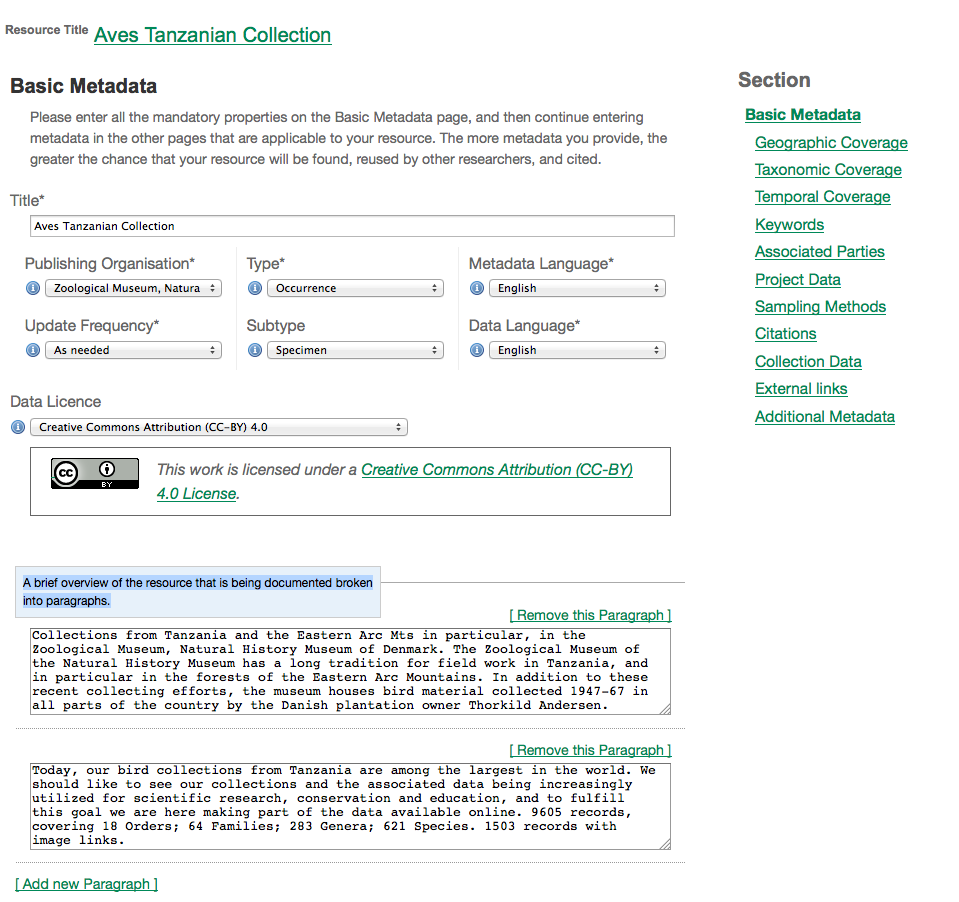 Resource Title Aves Tanzanian Collection
Basic Metadata
Please enter all the mandatory properties on the Basic Metadata page, and then continue entering
metadata in the other pages that are applicable to your resource. The more metadata you provide, the
greater the chance that your resource will be found, reused by other researchers, and cited.
Title*
Aves Tanzanian Collection
Publishing Organisation* Type* Metadata Language*
Zoological Museum, Natura Occurrence English
Update Frequency* Subtype Data Language*
As needed Specimen English
Data Licence
Creative Commons Attribution (CC-BY) 4.0
cc BY
This work is licensed under a Creative Commons Attribution (CC-BY)
4.0 License.
A brief overview of the resource that is being documented broken
into paragraphs.
[ Remove this Paragraph ]
Collections from Tanzania and the Eastern Arc Mts in particular, in the
Zoological Museum, Natural History Museum of Denmark. The Zoological Museum of
the Natural History Museum has a long tradition for field work in Tanzania, and
in particular in the forests of the Eastern Arc Mountains. In addition to these
recent collecting efforts, the museum houses bird material collected 1947-67 in
all parts of the country by the Danish plantation owner Thorkild Andersen.
[ Remove this Paragraph ]
Today, our bird collections from Tanzania are among the largest in the world. We
should like to see our collections and the associated data being increasingly
utilized for scientific research, conservation and education, and to fulfill
this goal we are here making part of the data available online. 9605 records,
covering 18 Orders; 64 Families; 283 Genera; 621 Species. 1503 records with
image links.
[ Add new Paragraph ]
Section
Basic Metadata
Geographic Coverage
Taxonomic Coverage
Temporal Coverage
Keywords
Associated Parties
Project Data
Sampling Methods
Citations
Collection Data
External links
Additional Metadata